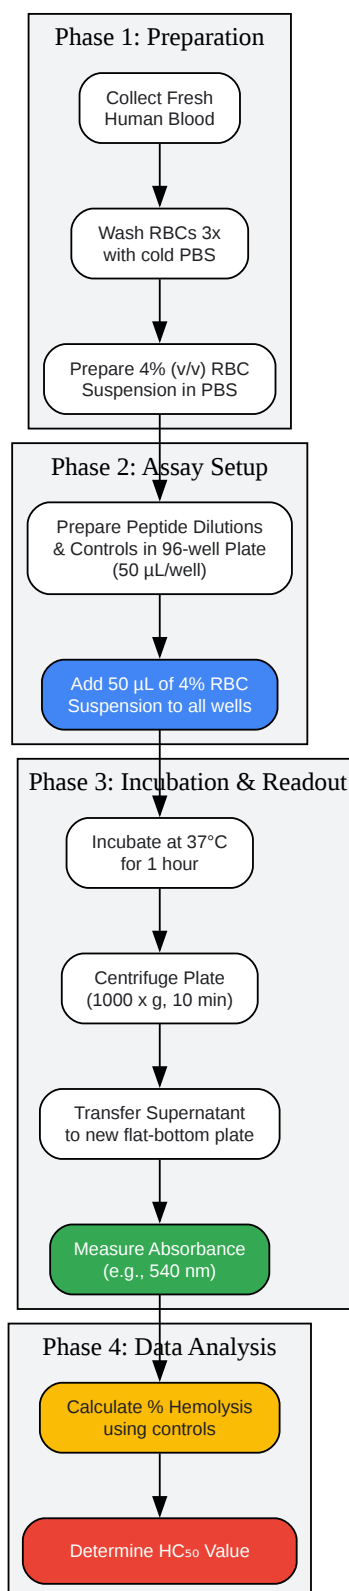 Phase 1: Preparation
Collect Fresh
Human Blood
Wash RBCs 3x
with cold PBS
Prepare 4% (v/v) RBC
Suspension in PBS
Phase 2: Assay Setup
Prepare Peptide Dilutions
& Controls in 96-well Plate
(50 µL/well)
Add 50 µL of 4% RBC
Suspension to all wells
Phase 3: Incubation & Readout
Incubate at 37°C
for 1 hour
Centrifuge Plate
(1000 x g, 10 min)
Transfer Supernatant
to new flat-bottom plate
Measure Absorbance
(e.g., 540 nm)
Phase 4: Data Analysis
Calculate % Hemolysis
using controls
Determine HC₅₀ Value